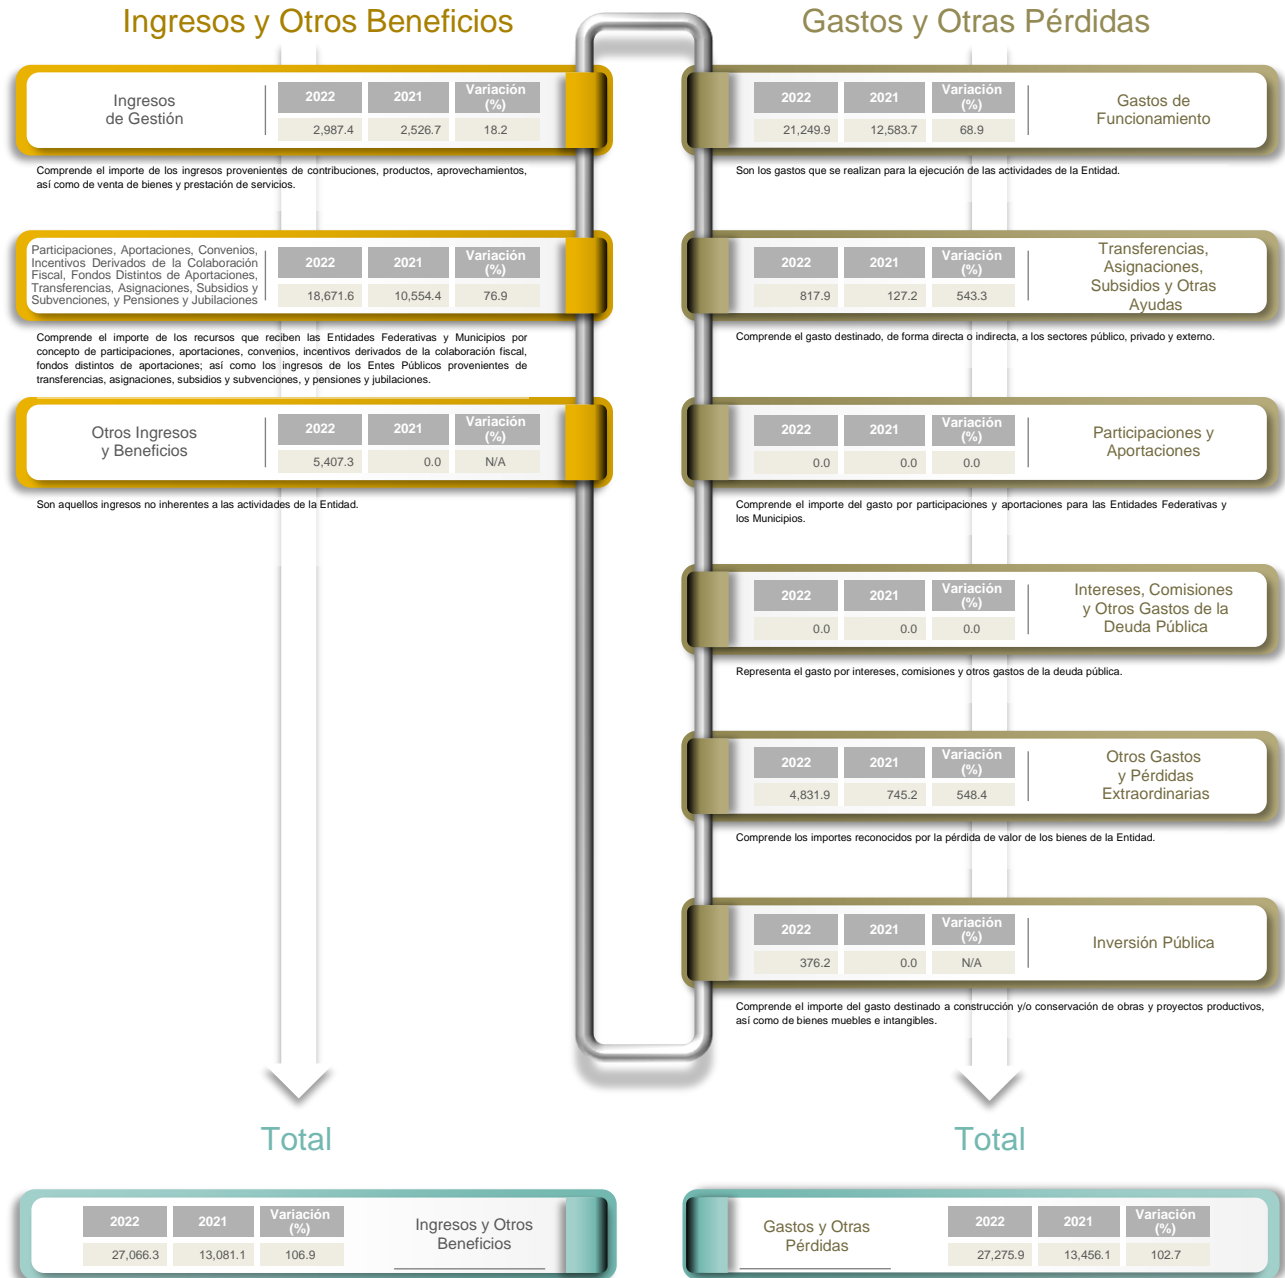 Ingresos y Otros Beneficios
Ingresos
de Gestión
2022 2021 Variación
(%)
2,987.4 2,526.7 18.2
Comprende el importe de los ingresos provenientes de contribuciones, productos, aprovechamientos,
así como de venta de bienes y prestación de servicios.
Participaciones, Aportaciones, Convenios,
Incentivos Derivados de la Colaboración
Fiscal, Fondos Distintos de Aportaciones,
Transferencias, Asignaciones, Subsidios y
Subvenciones, y Pensiones y Jubilaciones
2022 2021 Variación
(%)
18,671.6 10,554.4 76.9
Comprende el importe de los recursos que reciben las Entidades Federativas y Municipios por
concepto de participaciones, aportaciones, convenios, incentivos derivados de la colaboración fiscal,
fondos distintos de aportaciones; así como los ingresos de los Entes Públicos provenientes de
transferencias, asignaciones, subsidios y subvenciones, y pensiones y jubilaciones.
Otros Ingresos
y Beneficios
2022 2021 Variación
(%)
5,407.3 0.0 N/A
Son aquellos ingresos no inherentes a las actividades de la Entidad.
Total
2022 2021 Variación
(%)
27,066.3 13,081.1 106.9
Ingresos y Otros
Beneficios
Gastos y Otras Pérdidas
2022 2021 Variación
(%)
21,249.9 12,583.7 68.9
Gastos de
Funcionamiento
Son los gastos que se realizan para la ejecución de las actividades de la Entidad.
2022 2021 Variación
(%)
817.9 127.2 543.3
Transferencias,
Asignaciones,
Subsidios y Otras
Ayudas
Comprende el gasto destinado, de forma directa o indirecta, a los sectores público, privado y externo.
2022 2021 Variación
(%)
0.0 0.0 0.0
Participaciones y
Aportaciones
Comprende el importe del gasto por participaciones y aportaciones para las Entidades Federativas y
los Municipios.
2022 2021 Variación
(%)
0.0 0.0 0.0
Intereses, Comisiones
y Otros Gastos de la
Deuda Pública
Representa el gasto por intereses, comisiones y otros gastos de la deuda pública.
2022 2021 Variación
(%)
4,831.9 745.2 548.4
Otros Gastos
y Pérdidas
Extraordinarias
Comprende los importes reconocidos por la pérdida de valor de los bienes de la Entidad.
2022 2021 Variación
(%)
376.2 0.0 N/A
Inversión Pública
Comprende el importe del gasto destinado a construcción y/o conservación de obras y proyectos productivos,
así como de bienes muebles e intangibles.
Total
Gastos y Otras
Pérdidas
2022 2021 Variación
(%)
27,275.9 13,456.1 102.7